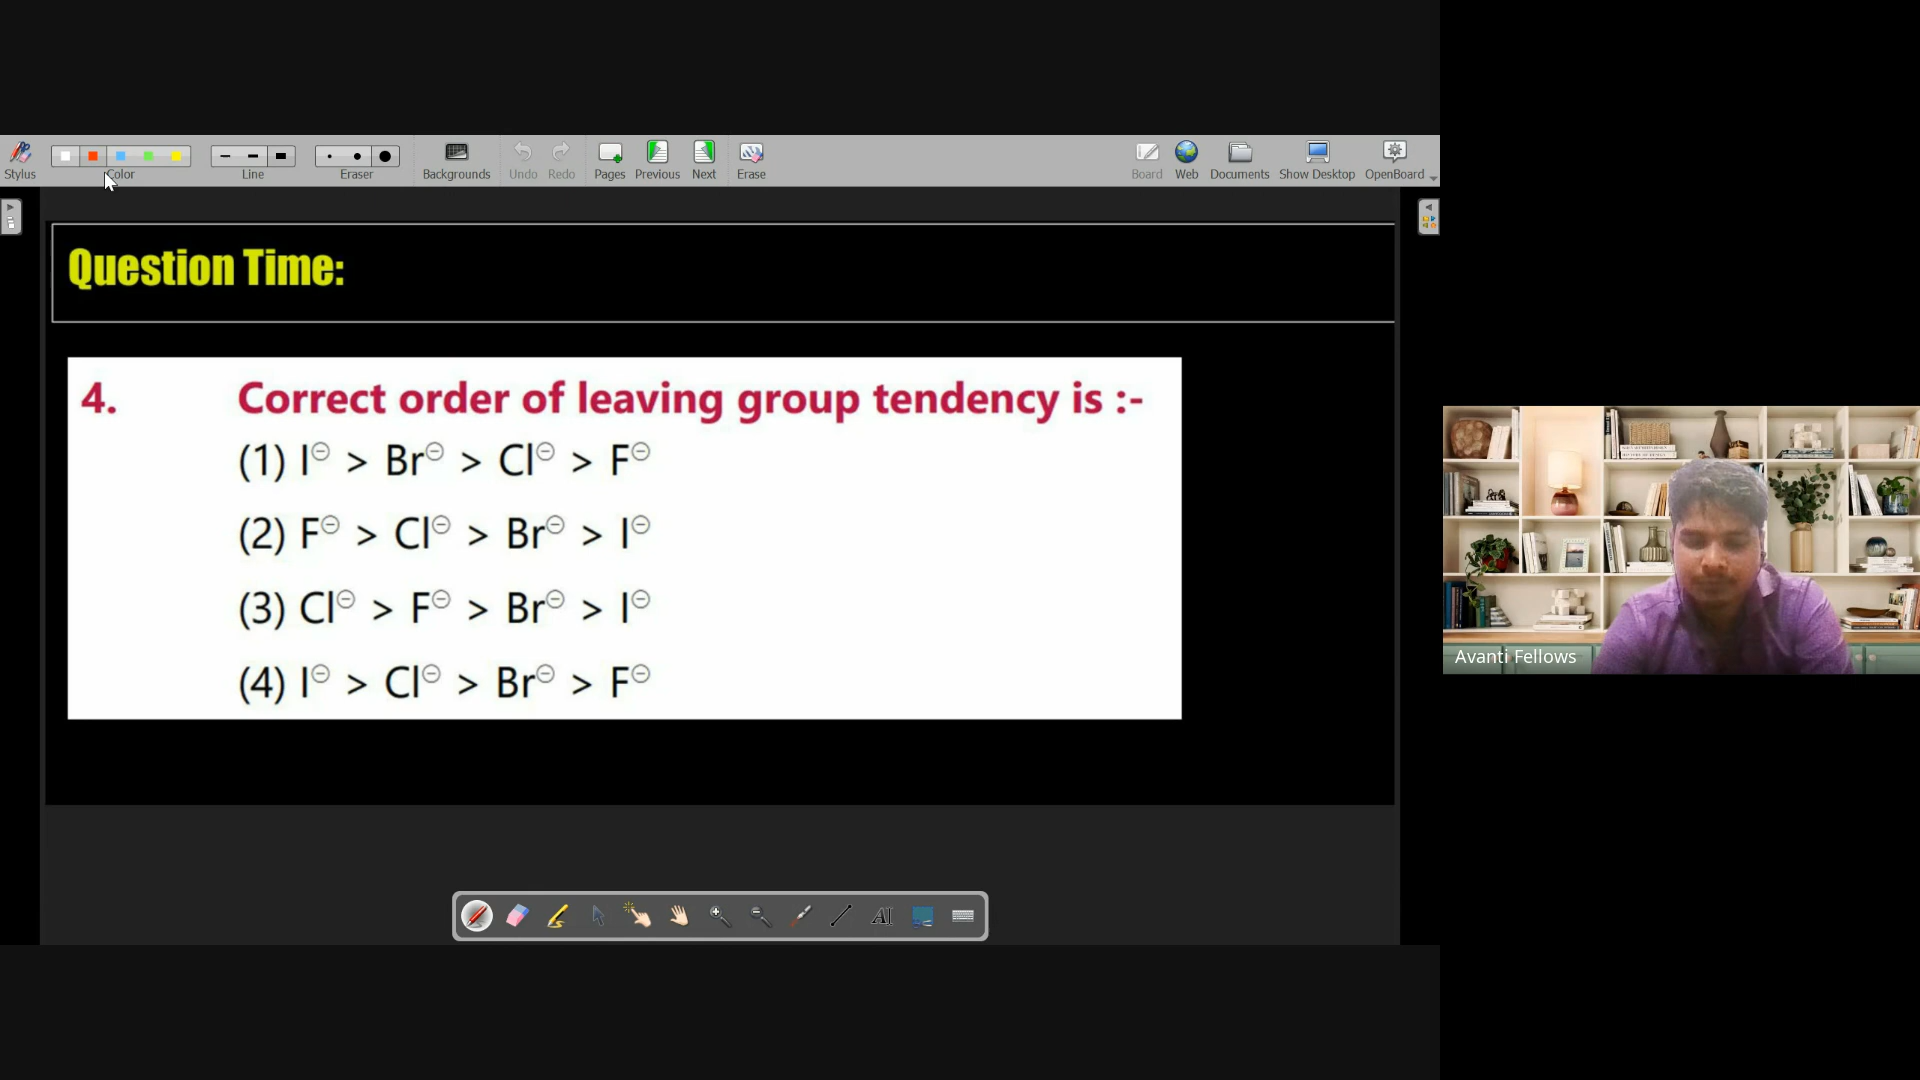 Stylus
Color
Line
Eraser
Backgrounds
Undo
Redo
Pages
Previous
Next
Erase
Board
Web
Documents
Show Desktop
OpenBoard
Question Time:
4. Correct order of leaving group tendency is :-
(1) I⊖ > Br⊖ > Cl⊖ > F⊖
(2) F⊖ > Cl⊖ > Br⊖ > I⊖
(3) Cl⊖ > F⊖ > Br⊖ > I⊖
(4) I⊖ > Cl⊖ > Br⊖ > F⊖
Avanti Fellows
AI